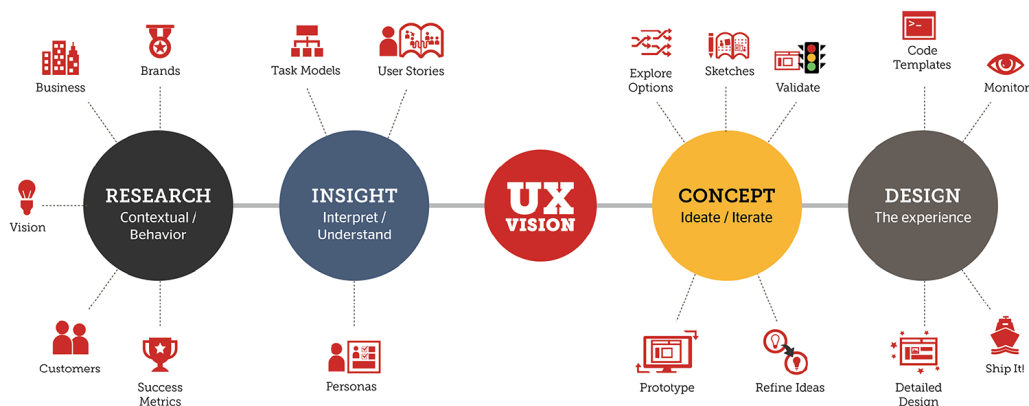 Business
Brands
Vision
RESEARCH
Contextual /
Behavior
Customers
Success
Metrics
Task Models
User Stories
INSIGHT
Interpret /
Understand
Personas
UX
VISION
Explore
Options
Sketches
Validate
CONCEPT
Ideate / Iterate
Prototype
Refine Ideas
Code
Templates
Monitor
DESIGN
The experience
Detailed
Design
Ship It!